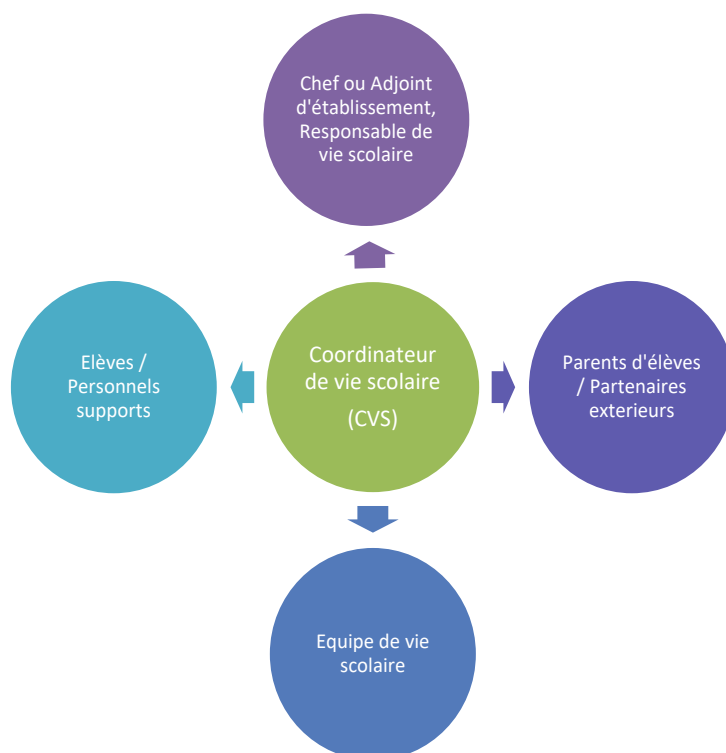 Chef ou Adjoint
d'établissement,
Responsable de
vie scolaire
Elèves /
Personnels
supports
Coordinateur
de vie scolaire
(CVS)
Parents d'élèves
/ Partenaires
exterieurs
Equipe de vie
scolaire